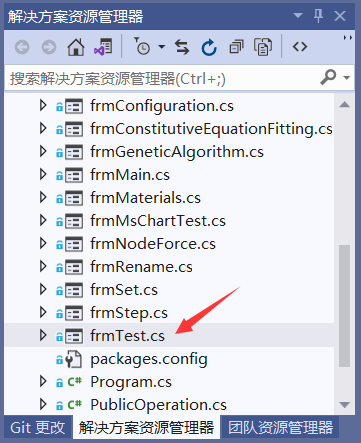 解决方案资源管理器
搜索解决方案资源管理器(Ctrl+;)
frmConfiguration.cs
frmConstitutiveEquationFitting.cs
frmGeneticAlgorithm.cs
frmMain.cs
frmMaterials.cs
frmMsChartTest.cs
frmNodeForce.cs
frmRename.cs
frmSet.cs
frmStep.cs
frmTest.cs
packages.config
C# Program.cs
C# PublicOperation.cs
Git 更改 解决方案资源管理器 团队资源管理器